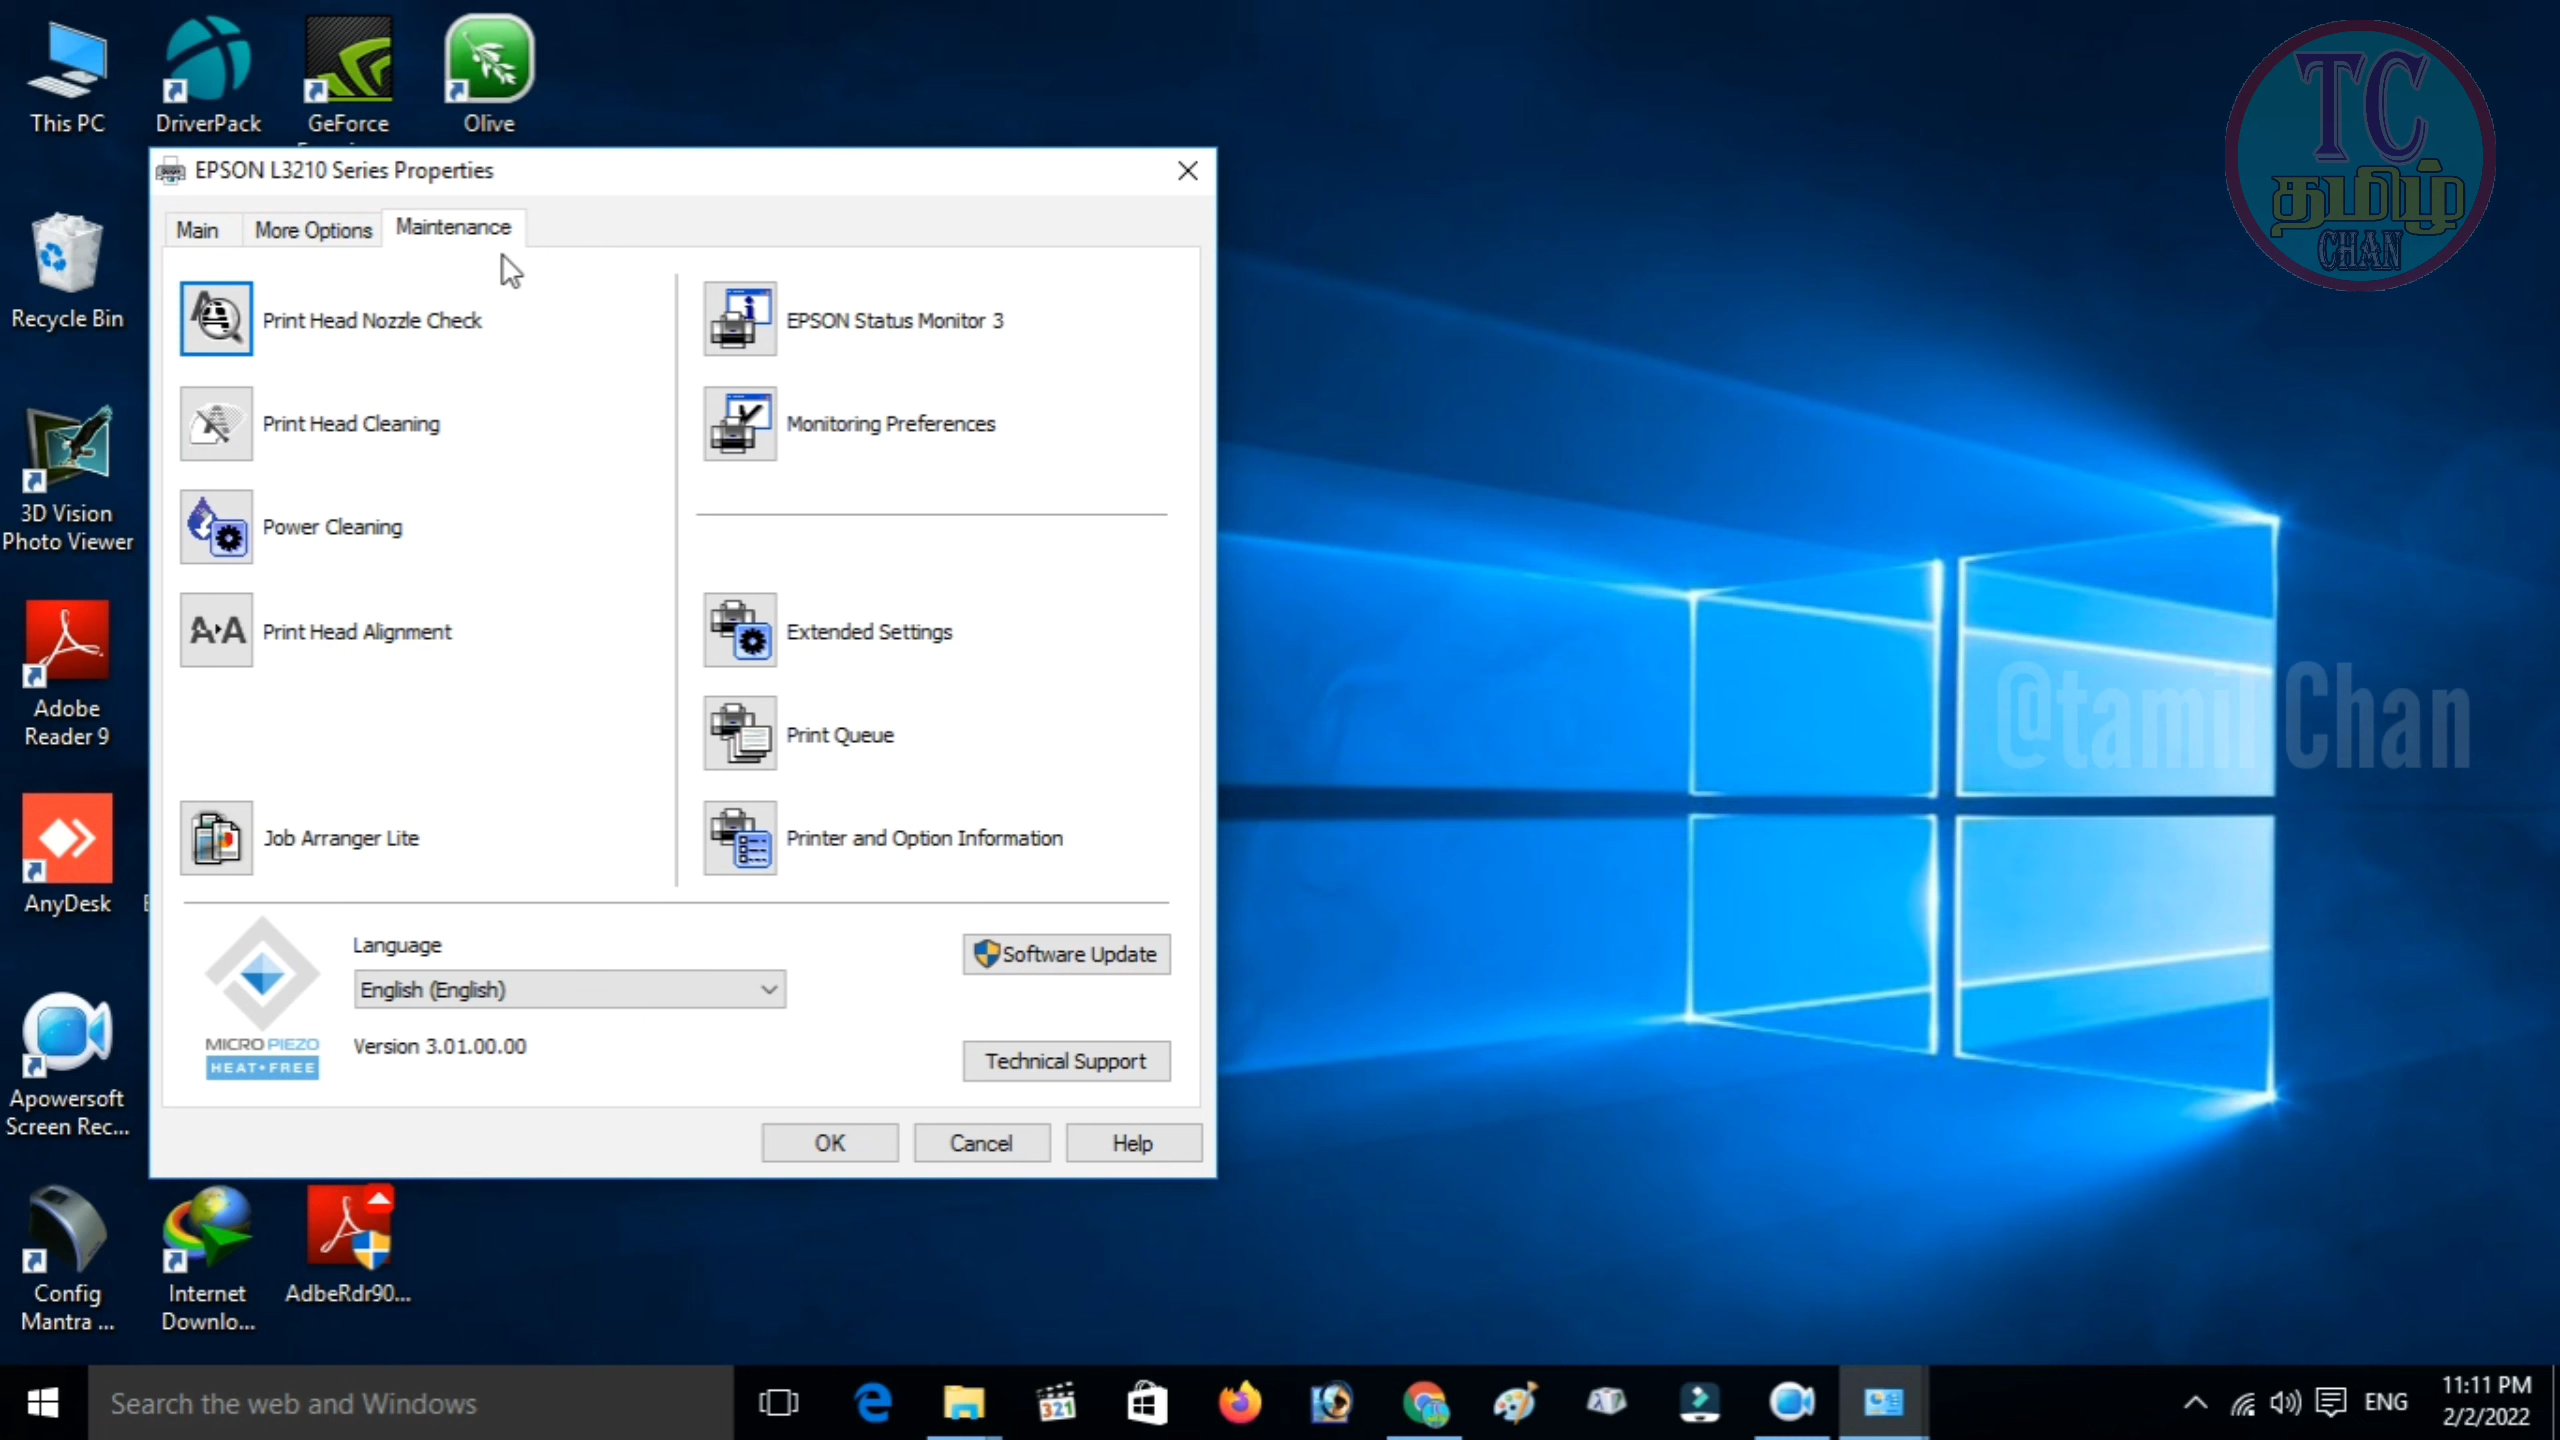 This PC
DriverPack
GeForce
Olive
TC
தமிழ்
CHAN
EPSON L3210 Series Properties
Main
More Options
Maintenance
Recycle Bin
Print Head Nozzle Check
EPSON Status Monitor 3
Print Head Cleaning
Monitoring Preferences
3D Vision
Photo Viewer
Power Cleaning
Print Head Alignment
Extended Settings
Adobe
Reader 9
Print Queue
@tamil Chan
Job Arranger Lite
Printer and Option Information
AnyDesk
Language
English (English)
Software Update
MICRO PIEZO
HEAT•FREE
Version 3.01.00.00
Technical Support
Apowersoft
Screen Rec...
OK
Cancel
Help
Config
Mantra ...
Internet
Downlo...
AdbeRdr90...
Search the web and Windows
321
ENG
11:11 PM
2/2/2022